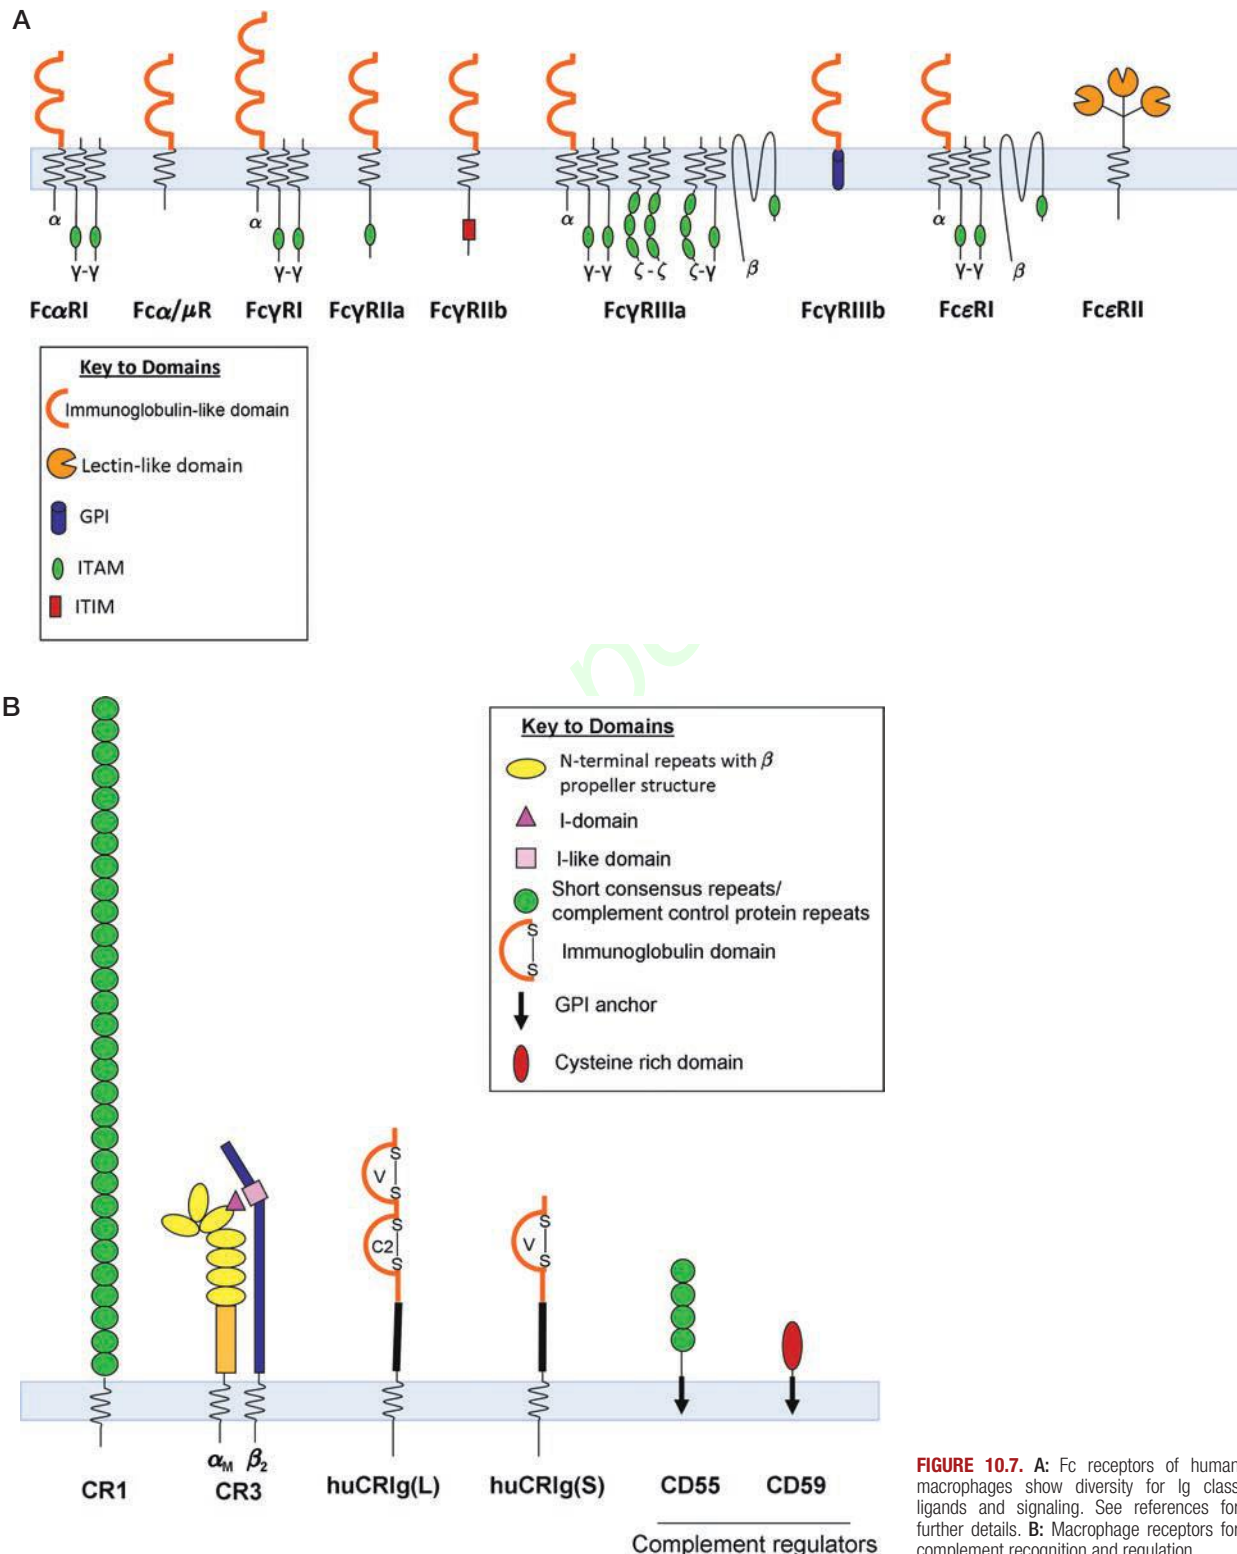 A
α
γ-γ
α
γ-γ
α
γ-γ
ζ-ζ
ζ-γ
β
α
γ-γ
β
FcαRI
Fcα/μR
FcγRI
FcγRIIa
FcγRIIb
FcγRIIIa
FcγRIIIb
FcεRI
FcεRII
Key to Domains
Immunoglobulin-like domain
Lectin-like domain
GPI
ITAM
ITIM
B
Key to Domains
N-terminal repeats with β
propeller structure
I-domain
I-like domain
Short consensus repeats/
complement control protein repeats
S
S
Immunoglobulin domain
GPI anchor
Cysteine rich domain
S
V
S
S
C2
S
S
V
S
αM β2
CR1
CR3
huCRIg(L)
huCRIg(S)
CD55
CD59
Complement regulators
FIGURE 10.7. A: Fc receptors of human
macrophages show diversity for Ig class
ligands and signaling. See references for
further details. B: Macrophage receptors for
complement recognition and regulation